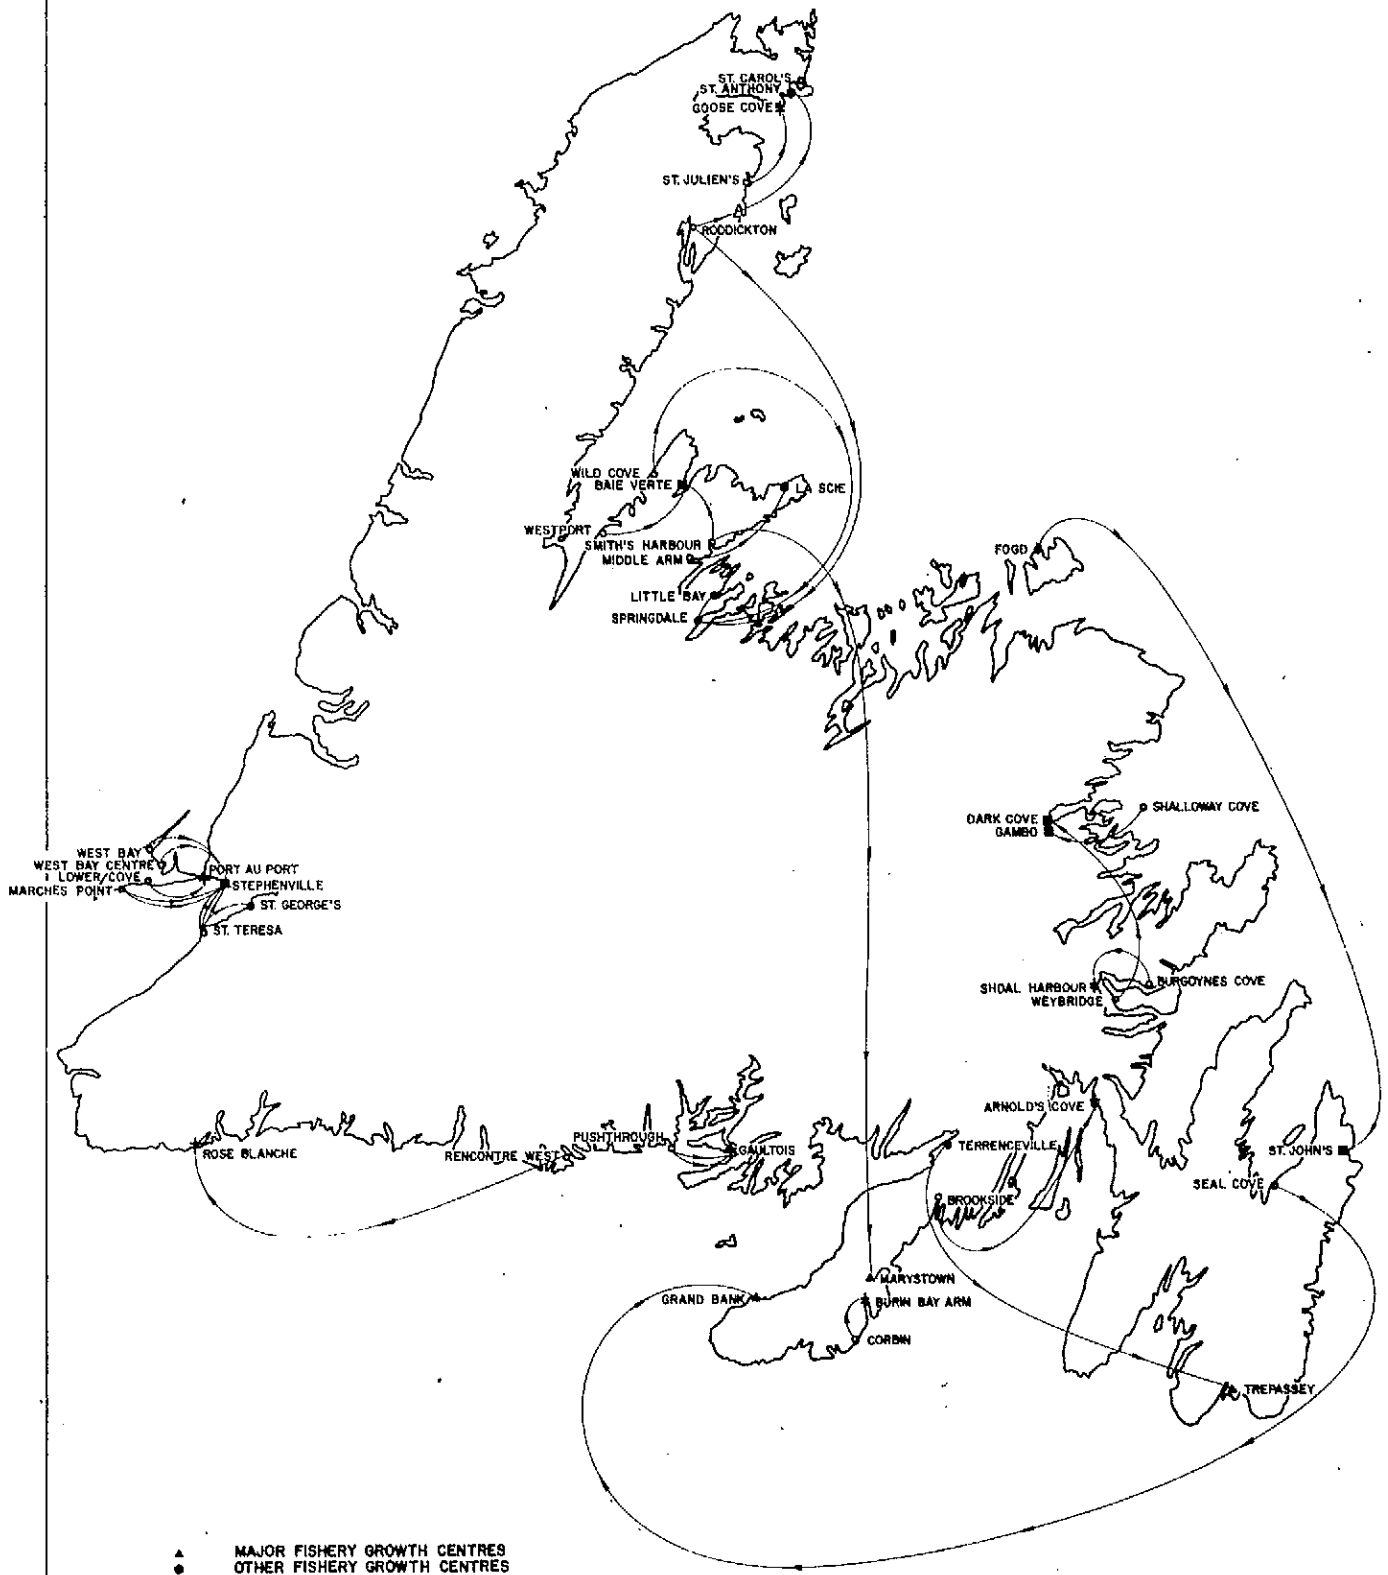 ST. CAROL'S
ST. ANTHONY
GOOSE COVE
ST. JULIEN'S
RODDICKTON
WILD COVE
BAIE VERTE
LA SCIE
WESTPORT
SMITH'S HARBOUR
MIDDLE ARM
FOGO
LITTLE BAY
SPRINGDALE
DARK COVE
GAMBO
SHALLOWAY COVE
WEST BAY
WEST BAY CENTRE
LOWER COVE
MARCHES POINT
PORT AU PORT
STEPHENVILLE
ST. GEORGE'S
ST. TERESA
SHOAL HARBOUR
WEYBRIDGE
BURGOYNES COVE
ARNOLD'S COVE
ROSE BLANCHE
RENCONTRE WEST
PUSHTHROUGH
GAULTOIS
TERRENCEVILLE
ST. JOHN'S
SEAL COVE
BROOKSIDE
MARYSTOWN
GRAND BANK
BURIN BAY ARM
CORBIN
TREPASSEY
MAJOR FISHERY GROWTH CENTRES
OTHER FISHERY GROWTH CENTRES